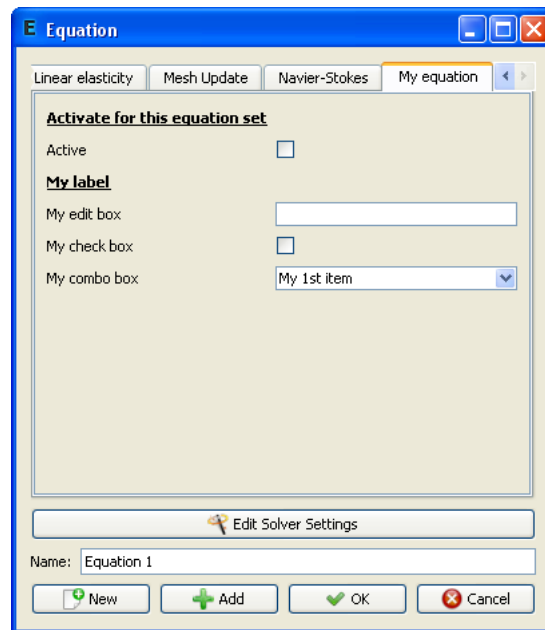 E Equation
Linear elasticity Mesh Update Navier-Stokes My equation
Activate for this equation set
Active
My label
My edit box
My check box
My combo box My 1st item
Edit Solver Settings
Name: Equation 1
New Add OK Cancel